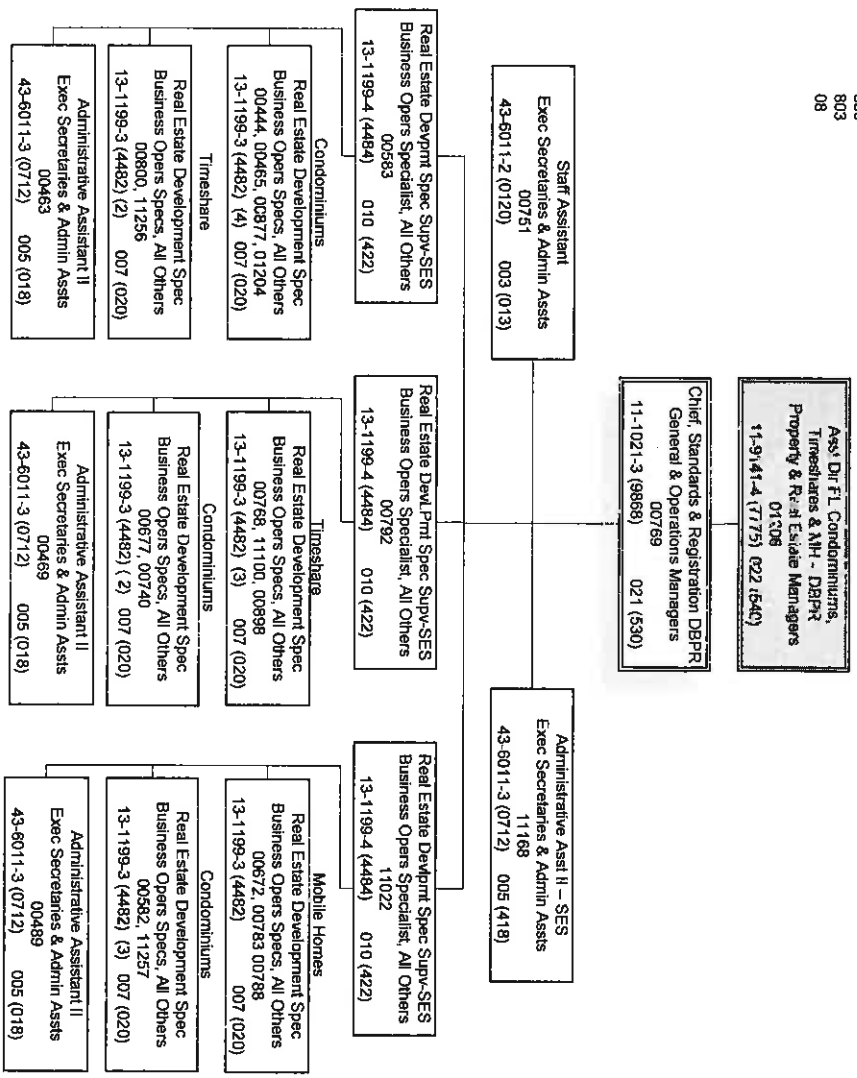 803
08
Asst Dir FL Condominiums,
Timeshares & MH - DBPR
Property & Real Estate Managers
01306
11-9141-4 (7775) 022 (540)
Chief, Standards & Registration DBPR
General & Operations Managers
00769
11-1021-3 (9868) 021 (530)
Staff Assistant
Exec Secretaries & Admin Assts
00751
43-6011-2 (0120) 003 (013)
Administrative Asst II – SES
Exec Secretaries & Admin Assts
11168
43-6011-3 (0712) 005 (418)
Real Estate Devpmt Spec Supv-SES
Business Opers Specialist, All Others
00583
13-1199-4 (4484) 010 (422)
Condominiums
Real Estate Development Spec
Business Opers Specs, All Others
00444, 00465, 00877, 01204
13-1199-3 (4482) (4) 007 (020)
Timeshare
Real Estate Development Spec
Business Opers Specs, All Others
00800, 11256
13-1199-3 (4482) (2) 007 (020)
Administrative Assistant II
Exec Secretaries & Admin Assts
00463
43-6011-3 (0712) 005 (018)
Real Estate Devl.Pmt Spec Supv-SES
Business Opers Specialist, All Others
00792
13-1199-4 (4484) 010 (422)
Timeshare
Real Estate Development Spec
Business Opers Specs, All Others
00768, 11100, 00898
13-1199-3 (4482) (3) 007 (020)
Condominiums
Real Estate Development Spec
Business Opers Specs, All Others
00677, 00740
13-1199-3 (4482) ( 2) 007 (020)
Administrative Assistant II
Exec Secretaries & Admin Assts
00469
43-6011-3 (0712) 005 (018)
Real Estate Devlpmt Spec Supv-SES
Business Opers Specialist, All Others
11022
13-1199-4 (4484) 010 (422)
Mobile Homes
Real Estate Development Spec
Business Opers Specs, All Others
00672, 00783 00788
13-1199-3 (4482) 007 (020)
Condominiums
Real Estate Development Spec
Business Opers Specs, All Others
00582, 11257
13-1199-3 (4482) (3) 007 (020)
Administrative Assistant II
Exec Secretaries & Admin Assts
00489
43-6011-3 (0712) 005 (018)